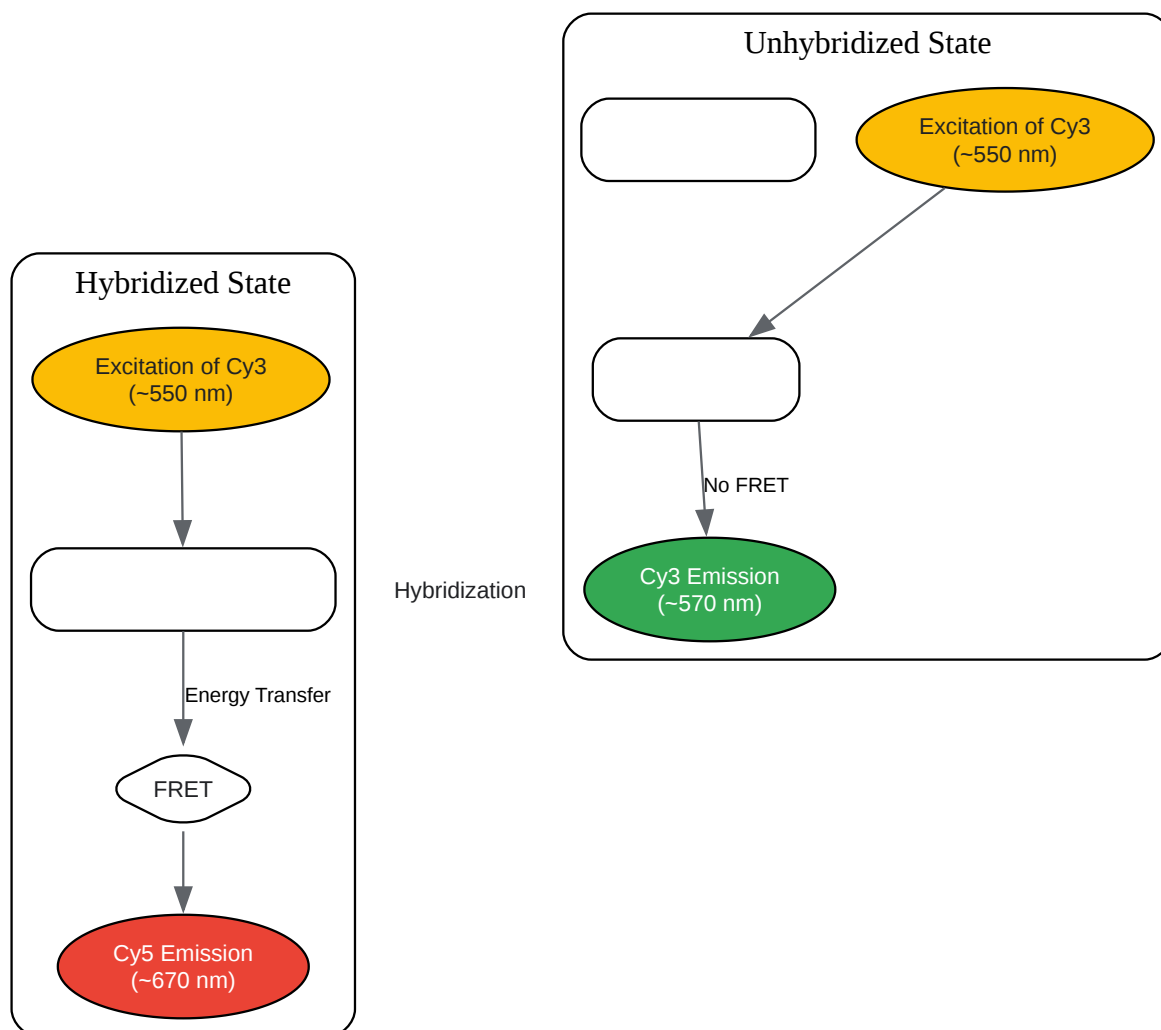 Unhybridized State
Excitation of Cy3
(~550 nm)
No FRET
Cy3 Emission
(~570 nm)
Hybridization
Hybridized State
Excitation of Cy3
(~550 nm)
Energy Transfer
FRET
Cy5 Emission
(~670 nm)